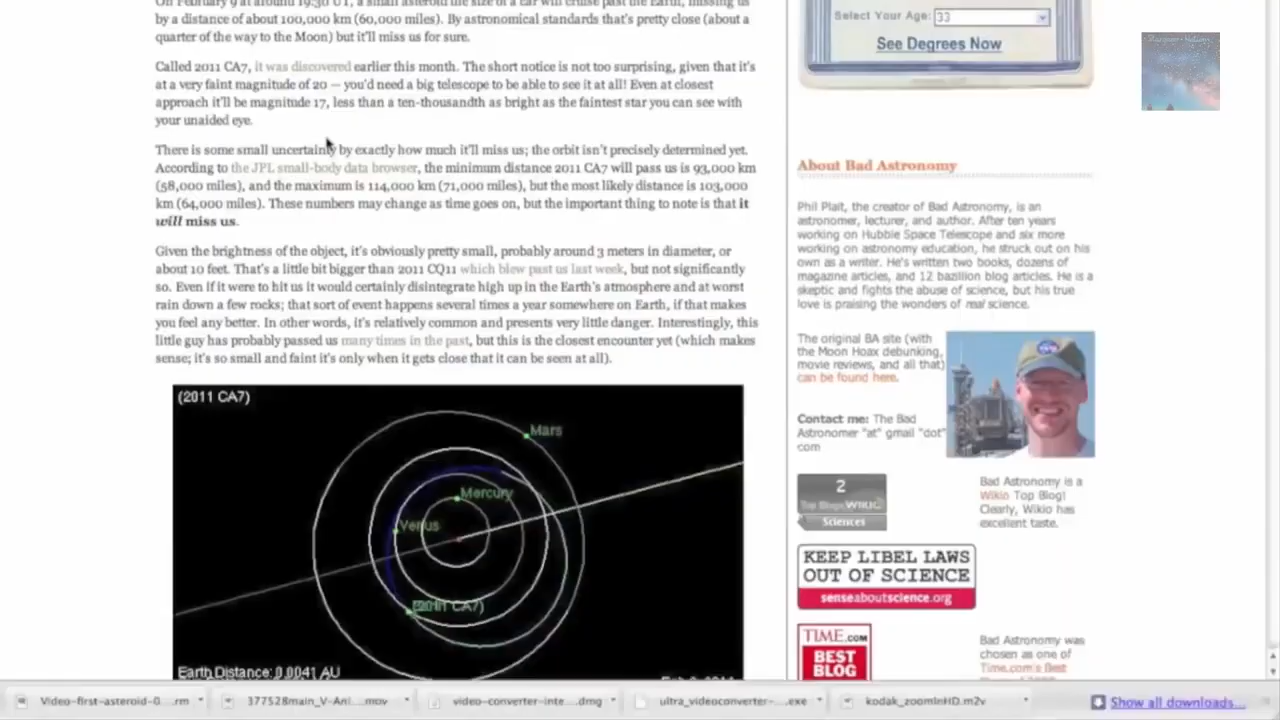 On February 9 at around 19:30 UT, a small asteroid the size of a car will cruise past the Earth, missing us
by a distance of about 100,000 km (60,000 miles). By astronomical standards that's pretty close (about a
quarter of the way to the Moon) but it'll miss us for sure.
Called 2011 CA7, it was discovered earlier this month. The short notice is not too surprising, given that it's
at a very faint magnitude of 20 — you'd need a big telescope to be able to see it at all! Even at closest
approach it'll be magnitude 17, less than a ten-thousandth as bright as the faintest star you can see with
your unaided eye.
There is some small uncertainty by exactly how much it'll miss us; the orbit isn't precisely determined yet.
According to the JPL small-body data browser, the minimum distance 2011 CA7 will pass us is 93,000 km
(58,000 miles), and the maximum is 114,000 km (71,000 miles), but the most likely distance is 103,000
km (64,000 miles). These numbers may change as time goes on, but the important thing to note is that it
will miss us.
Given the brightness of the object, it's obviously pretty small, probably around 3 meters in diameter, or
about 10 feet. That's a little bit bigger than 2011 CQ11 which blew past us last week, but not significantly
so. Even if it were to hit us it would certainly disintegrate high up in the Earth's atmosphere and at worst
rain down a few rocks; that sort of event happens several times a year somewhere on Earth, if that makes
you feel any better. In other words, it's relatively common and presents very little danger. Interestingly, this
little guy has probably passed us many times in the past, but this is the closest encounter yet (which makes
sense; it's so small and faint it's only when it gets close that it can be seen at all).
(2011 CA7)
Mars
Mercury
Venus
(2011 CA7)
Earth Distance: 0.0041 AU
Select Your Age: 33
See Degrees Now
About Bad Astronomy
Phil Plait, the creator of Bad Astronomy, is an
astronomer, lecturer, and author. After ten years
working on Hubble Space Telescope and six more
working on astronomy education, he struck out on his
own as a writer. He's written two books, dozens of
magazine articles, and 12 bazillion blog articles. He is a
skeptic and fights the abuse of science, but his true
love is praising the wonders of real science.
The original BA site (with
the Moon Hoax debunking,
movie reviews, and all that)
can be found here.
Contact me: The Bad
Astronomer "at" gmail "dot"
com
2
Top Blogs WIKIO
Sciences
Bad Astronomy is a
Wikio Top Blog!
Clearly, Wikio has
excellent taste.
KEEP LIBEL LAWS
OUT OF SCIENCE
senseaboutscience.org
TIME.COM
BEST
BLOG
Bad Astronomy was
chosen as one of
Time.com's Best
Video-first-asteroid-0....rm
377528main_V-Ani....mov
video-converter-inte....dmg
ultra_videoconverter-....exe
kodak_zoomInHD.m2v
Show all downloads...